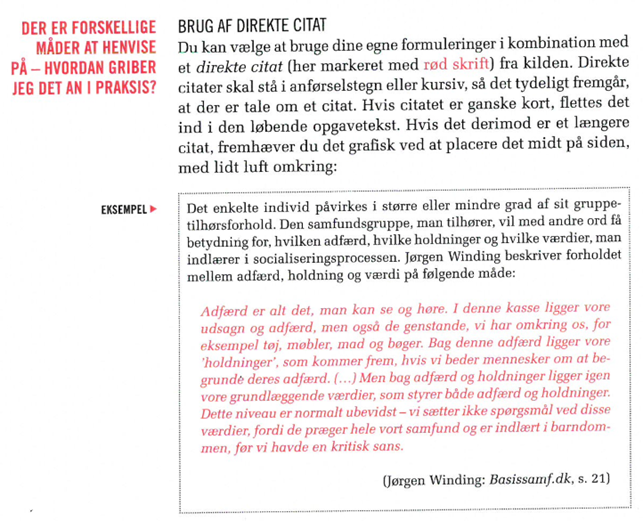 DER ER FORSKELLIGE
MÅDER AT HENVISE
PÅ – HVORDAN GRIBER
JEG DET AN I PRAKSIS?
BRUG AF DIREKTE CITAT
Du kan vælge at bruge dine egne formuleringer i kombination med
et direkte citat (her markeret med rød skrift) fra kilden. Direkte
citater skal stå i anførselstegn eller kursiv, så det tydeligt fremgår,
at der er tale om et citat. Hvis citatet er ganske kort, flettes det
ind i den løbende opgavetekst. Hvis det derimod er et længere
citat, fremhæver du det grafisk ved at placere det midt på siden,
med lidt luft omkring:
EKSEMPEL ▶
Det enkelte individ påvirkes i større eller mindre grad af sit gruppe-
tilhørsforhold. Den samfundsgruppe, man tilhører, vil med andre ord få
betydning for, hvilken adfærd, hvilke holdninger og hvilke værdier, man
indlærer i socialiseringsprocessen. Jørgen Winding beskriver forholdet
mellem adfærd, holdning og værdi på følgende måde:
Adfærd er alt det, man kan se og høre. I denne kasse ligger vore
udsagn og adfærd, men også de genstande, vi har omkring os, for
eksempel tøj, møbler, mad og bøger. Bag denne adfærd ligger vore
'holdninger', som kommer frem, hvis vi beder mennesker om at be-
grunde deres adfærd. (…) Men bag adfærd og holdninger ligger igen
vore grundlæggende værdier, som styrer både adfærd og holdninger.
Dette niveau er normalt ubevidst – vi sætter ikke spørgsmål ved disse
værdier, fordi de præger hele vort samfund og er indlært i barndom-
men, før vi havde en kritisk sans.
(Jørgen Winding: Basissamf.dk, s. 21)